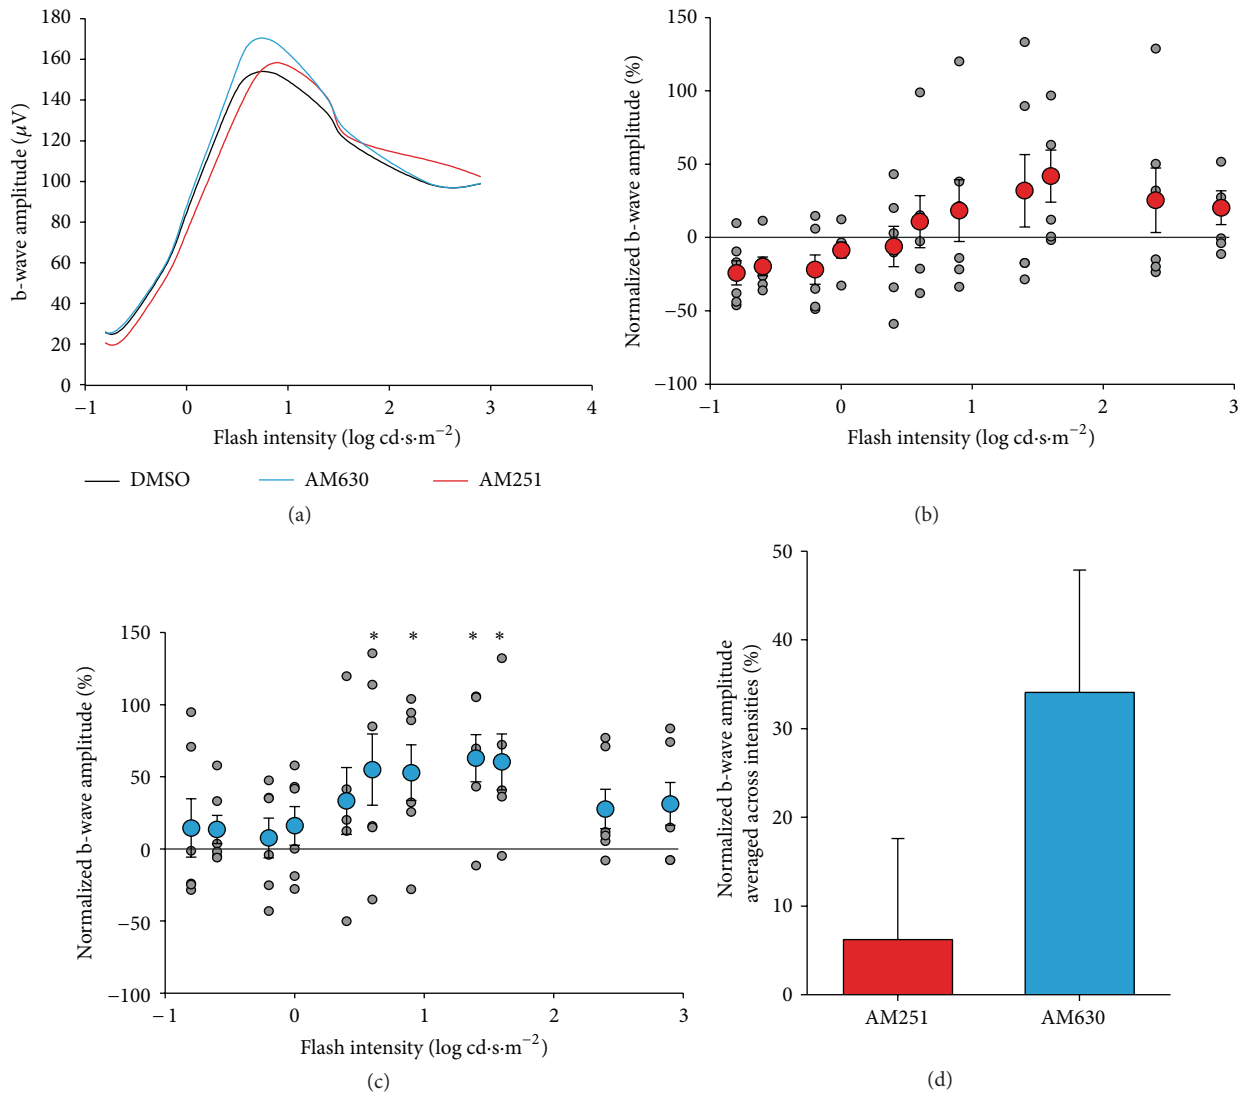 180
160
140
120
100
80
60
40
20
0
b-wave amplitude (μV)
−1 0 1 2 3 4
Flash intensity (log cd·s·m−2)
DMSO AM630 AM251
(a)
150
100
50
0
−50
−100
Normalized b-wave amplitude (%)
−1 0 1 2 3
Flash intensity (log cd·s·m−2)
(b)
150
100
50
0
−50
−100
Normalized b-wave amplitude (%)
* * * *
−1 0 1 2 3
Flash intensity (log cd·s·m−2)
(c)
50
40
30
20
10
0
Normalized b-wave amplitude
averaged across intensities (%)
AM251 AM630
(d)